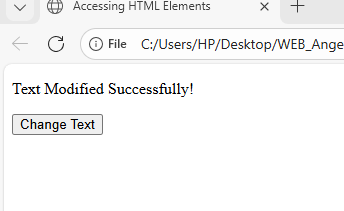 Accessing HTML Elements
File C:/Users/HP/Desktop/WEB_Ange
Text Modified Successfully!
Change Text